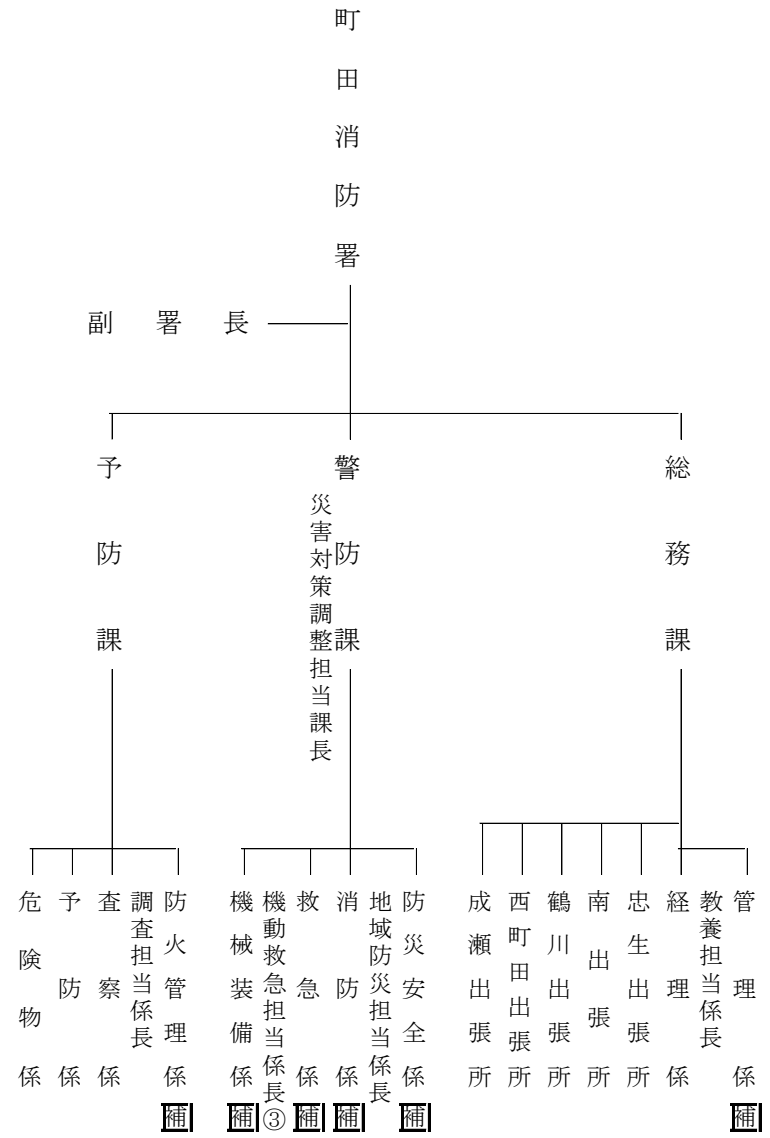 町田消防署
副署長
総務課
警防課
災害対策調整担当課長
予防課
管理係 補
教養担当係長
経理係
忠生出張所
南出張所
鶴川出張所
西町田出張所
成瀬出張所
防災安全係 補
地域防災担当係長
消防係 補
救急係 補
機動救急担当係長 ③
機械装備係 補
防火管理係 補
調査担当係長
査察係
予防係
危険物係